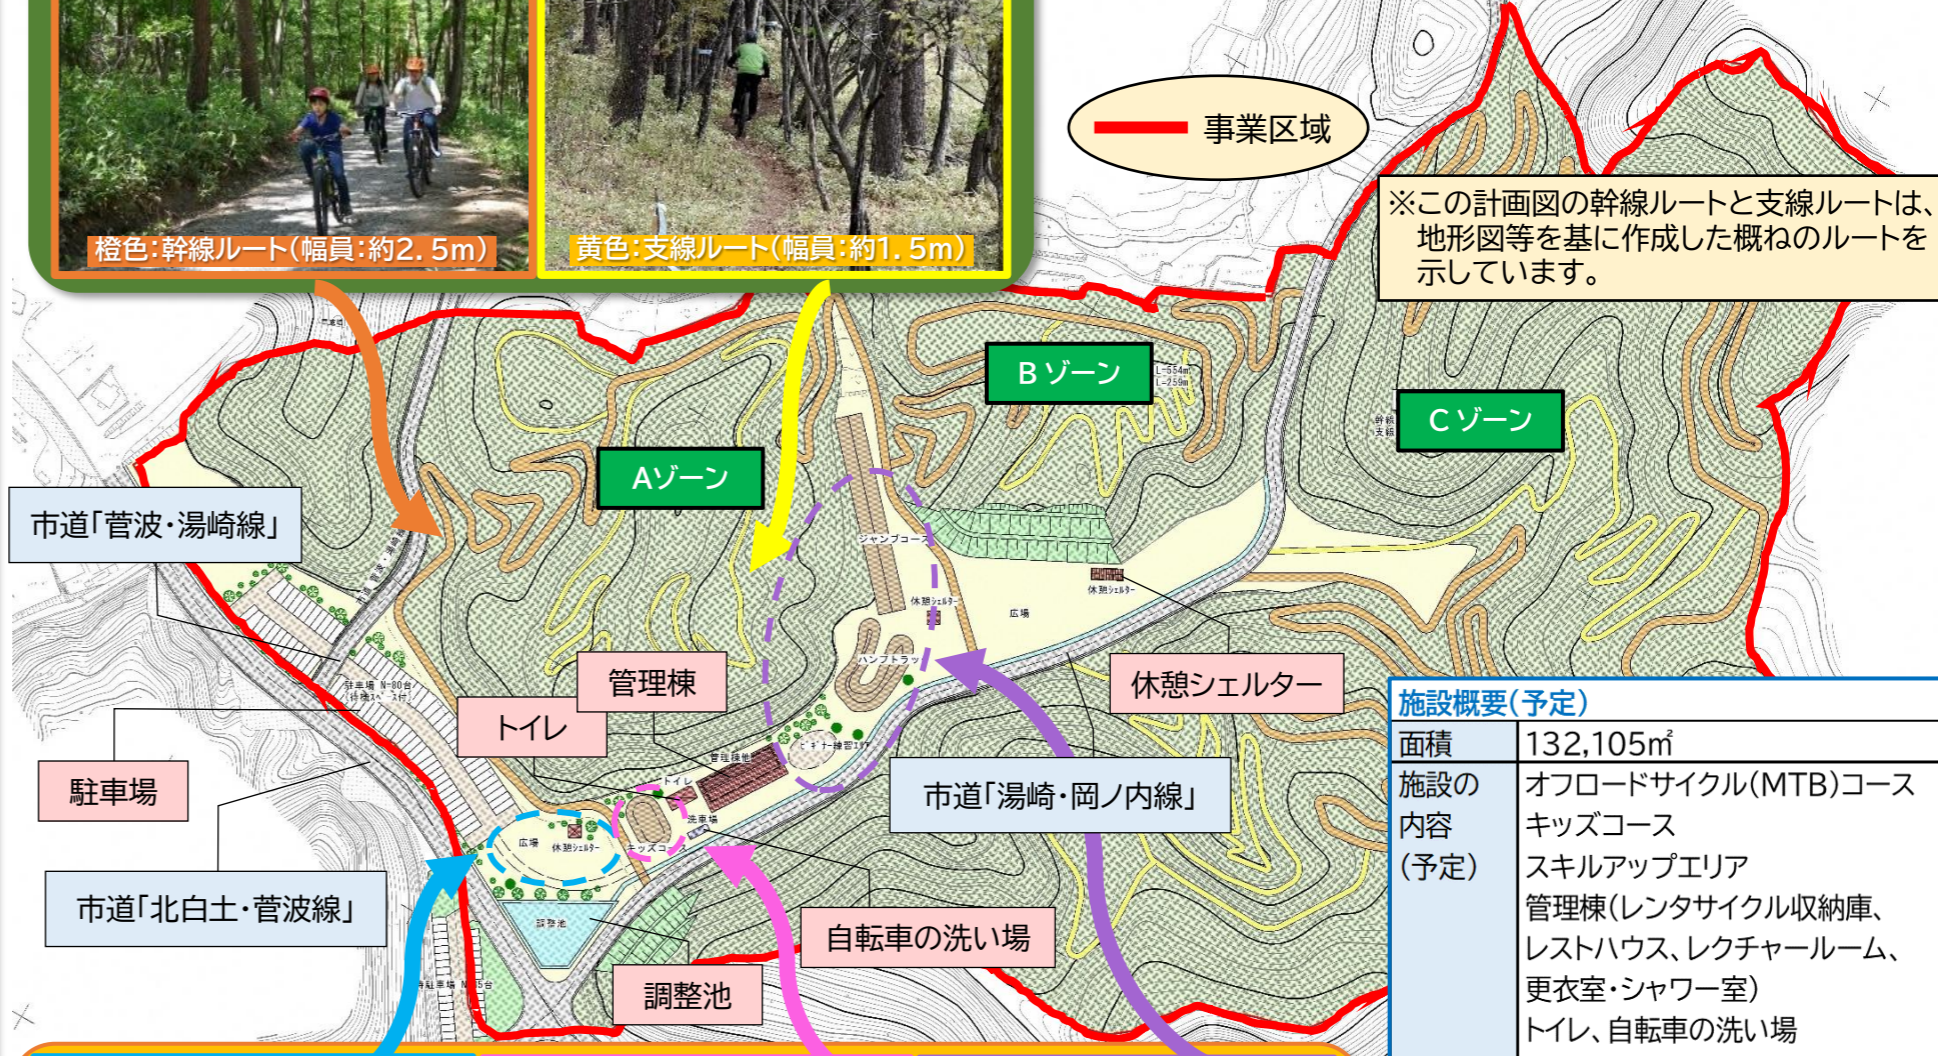 橙色：幹線ルート（幅員：約2.5m）
黄色：支線ルート（幅員：約1.5m）
事業区域
※この計画図の幹線ルートと支線ルートは、
地形図等を基に作成した概ねのルートを
示しています。
Bゾーン
L=554m
L=259m
Cゾーン
幹線
支線
Aゾーン
市道「菅波・湯崎線」
ジャンプコース
休憩シェルター
休憩シェルター
広場
管理棟
休憩シェルター
トイレ
駐車場 N=80台
駐車場
管理棟他
トイレ
洗車場
市道「湯崎・岡ノ内線」
広場
休憩シェルター
キッズコース
市道「北白土・菅波線」
調整池
自転車の洗い場
調整池
施設概要（予定）
面積
132,105㎡
施設の
内容
（予定）
オフロードサイクル（MTB）コース
キッズコース
スキルアップエリア
管理棟（レンタサイクル収納庫、
レストハウス、レクチャールーム、
更衣室・シャワー室）
トイレ、自転車の洗い場